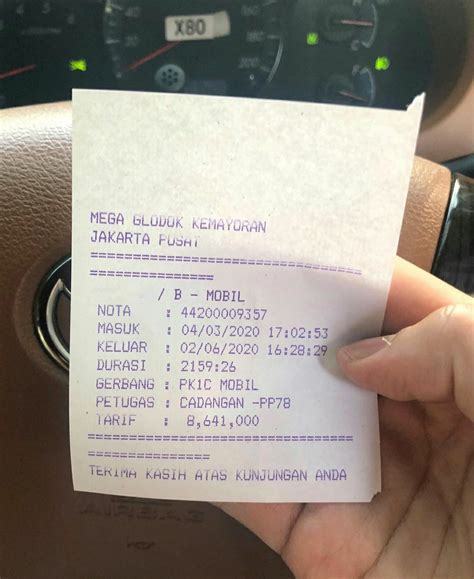 X80
MEGA GLODOK KEMAYORAN
JAKARTA PUSAT
================================
===============
/ B - MOBIL
NOTA : 44200009357
MASUK : 04/03/2020 17:02:53
KELUAR : 02/06/2020 16:28:29
DURASI : 2159:26
GERBANG : PK1C MOBIL
PETUGAS : CADANGAN -PP78
TARIF : 8,641,000
================================
===============
TERIMA KASIH ATAS KUNJUNGAN ANDA
AIRBAG